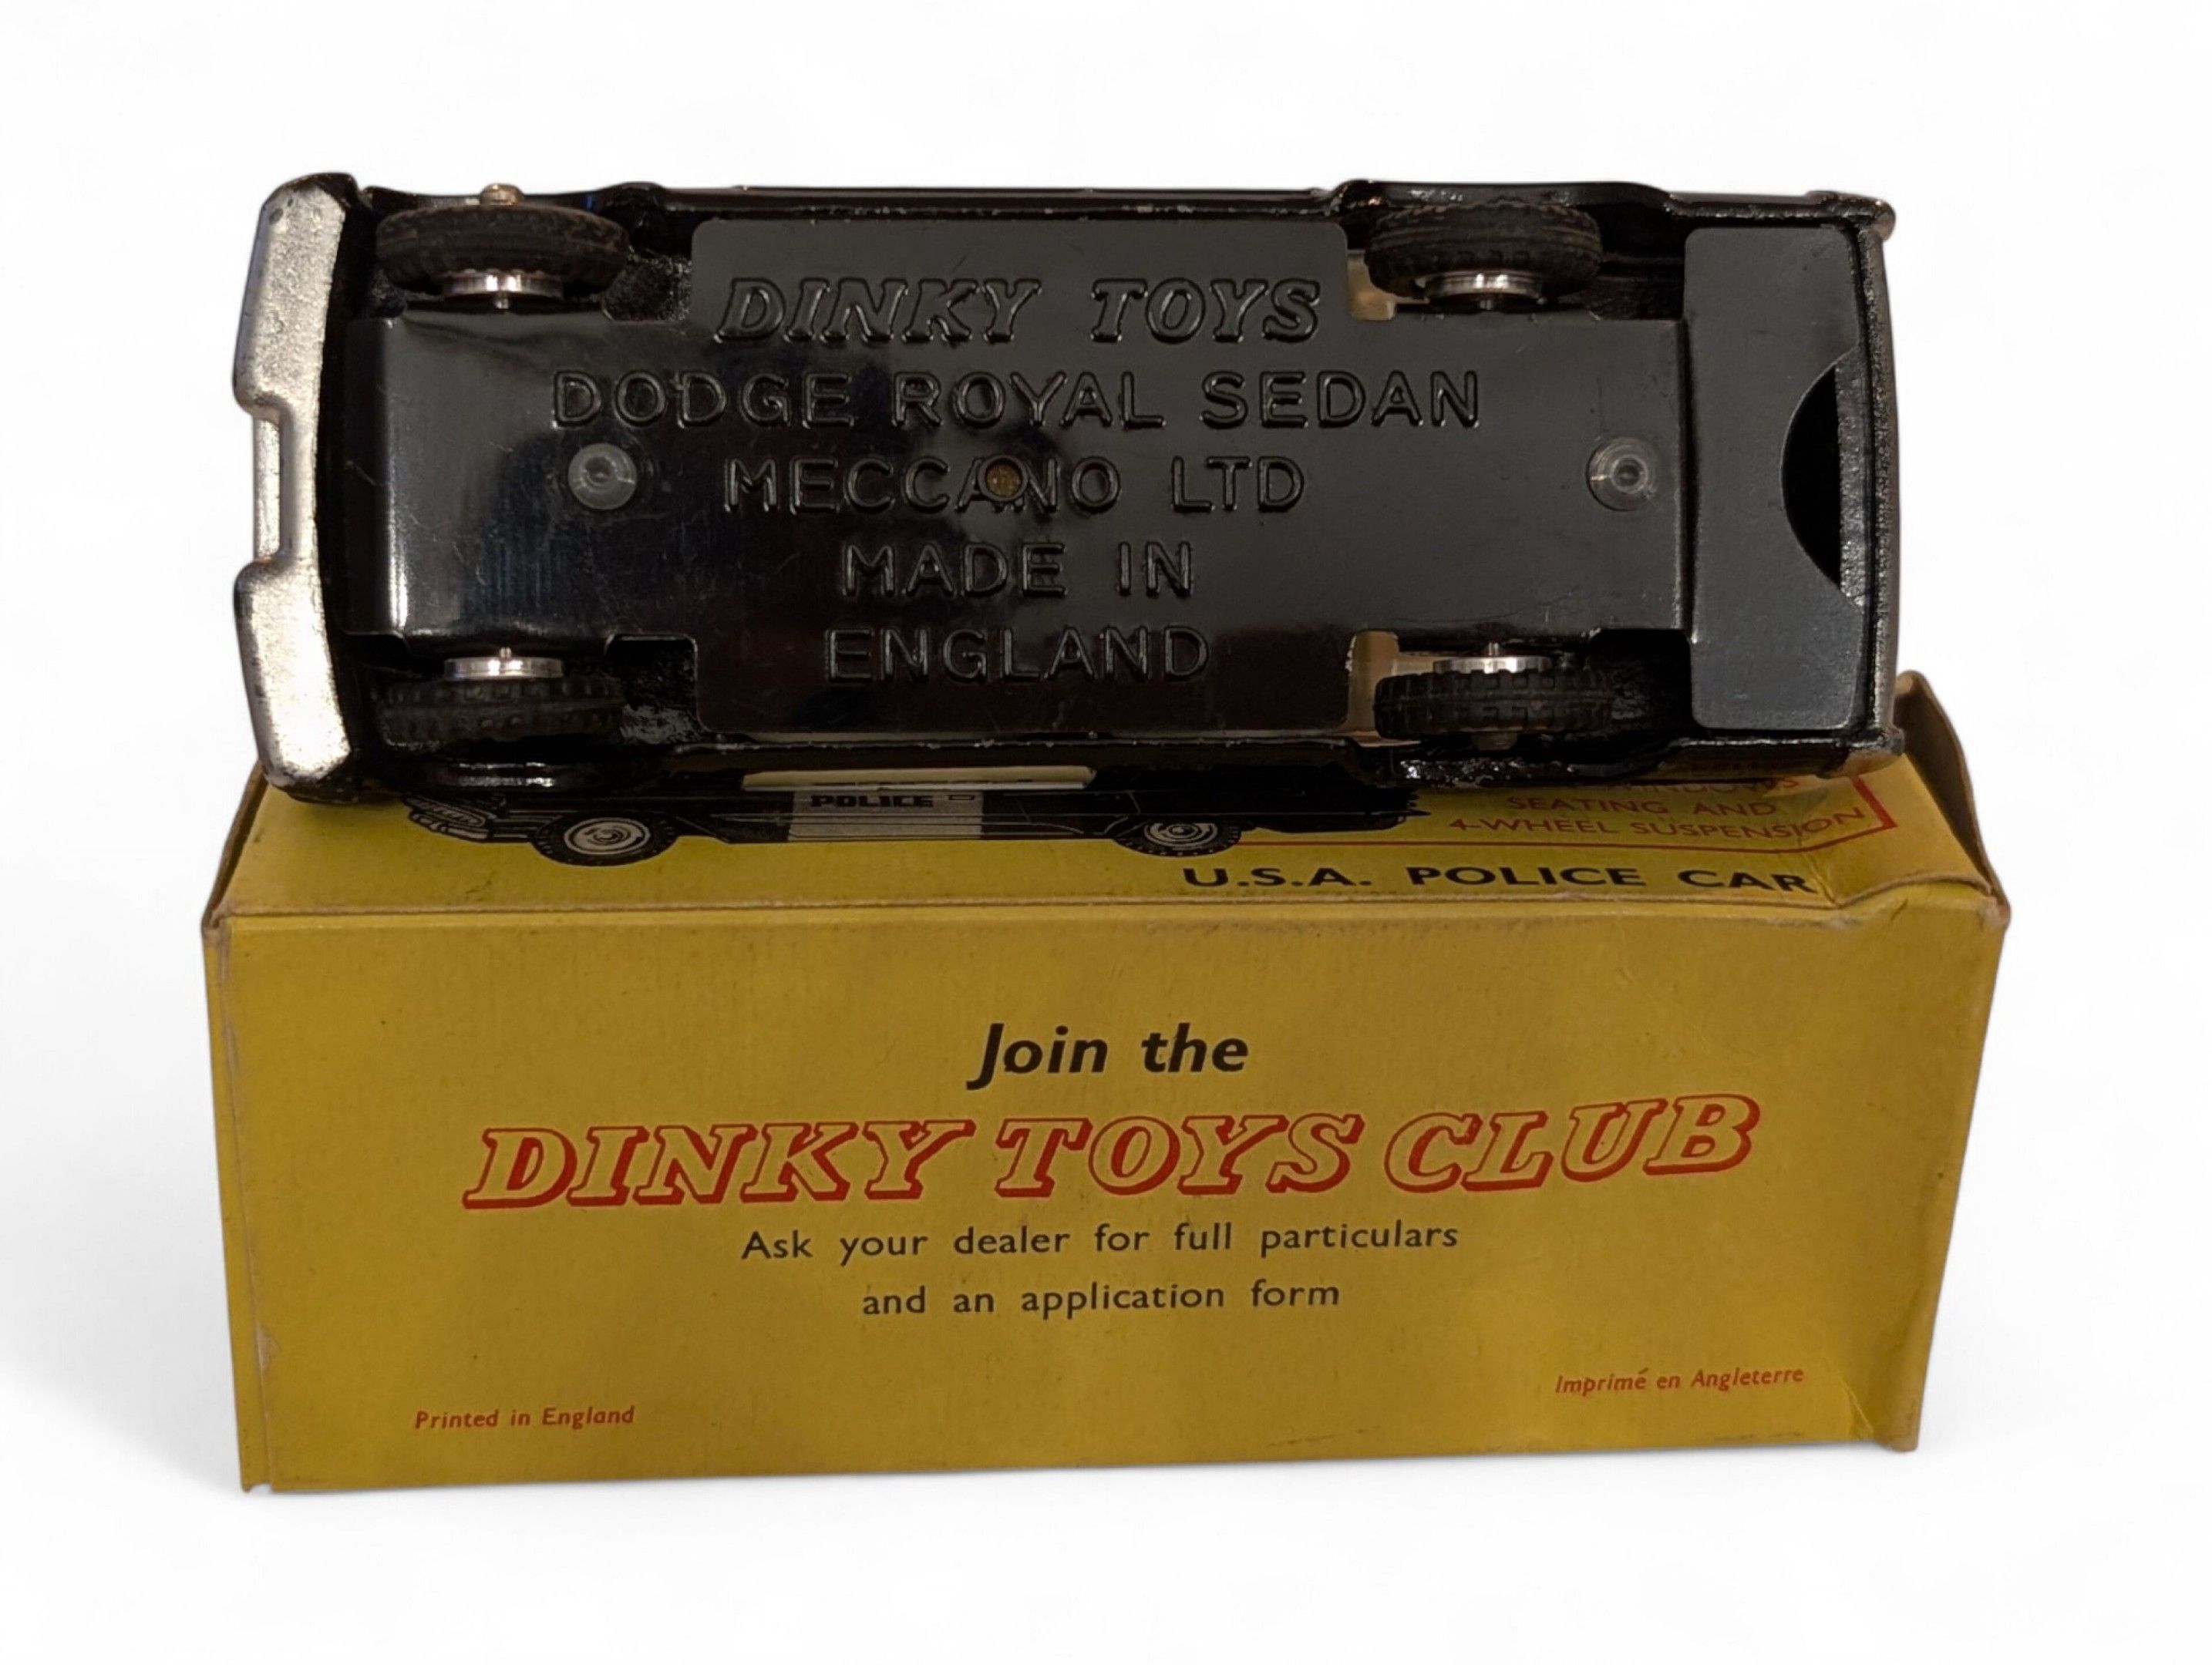 DINKY TOYS
DODGE ROYAL SEDAN
MECCANO LTD
MADE IN
ENGLAND
POLICE
SEATING AND
4-WHEEL SUSPENSION
U.S.A. POLICE CAR
Join the
DINKY TOYS CLUB
Ask your dealer for full particulars
and an application form
Imprimé en Angleterre
Printed in England